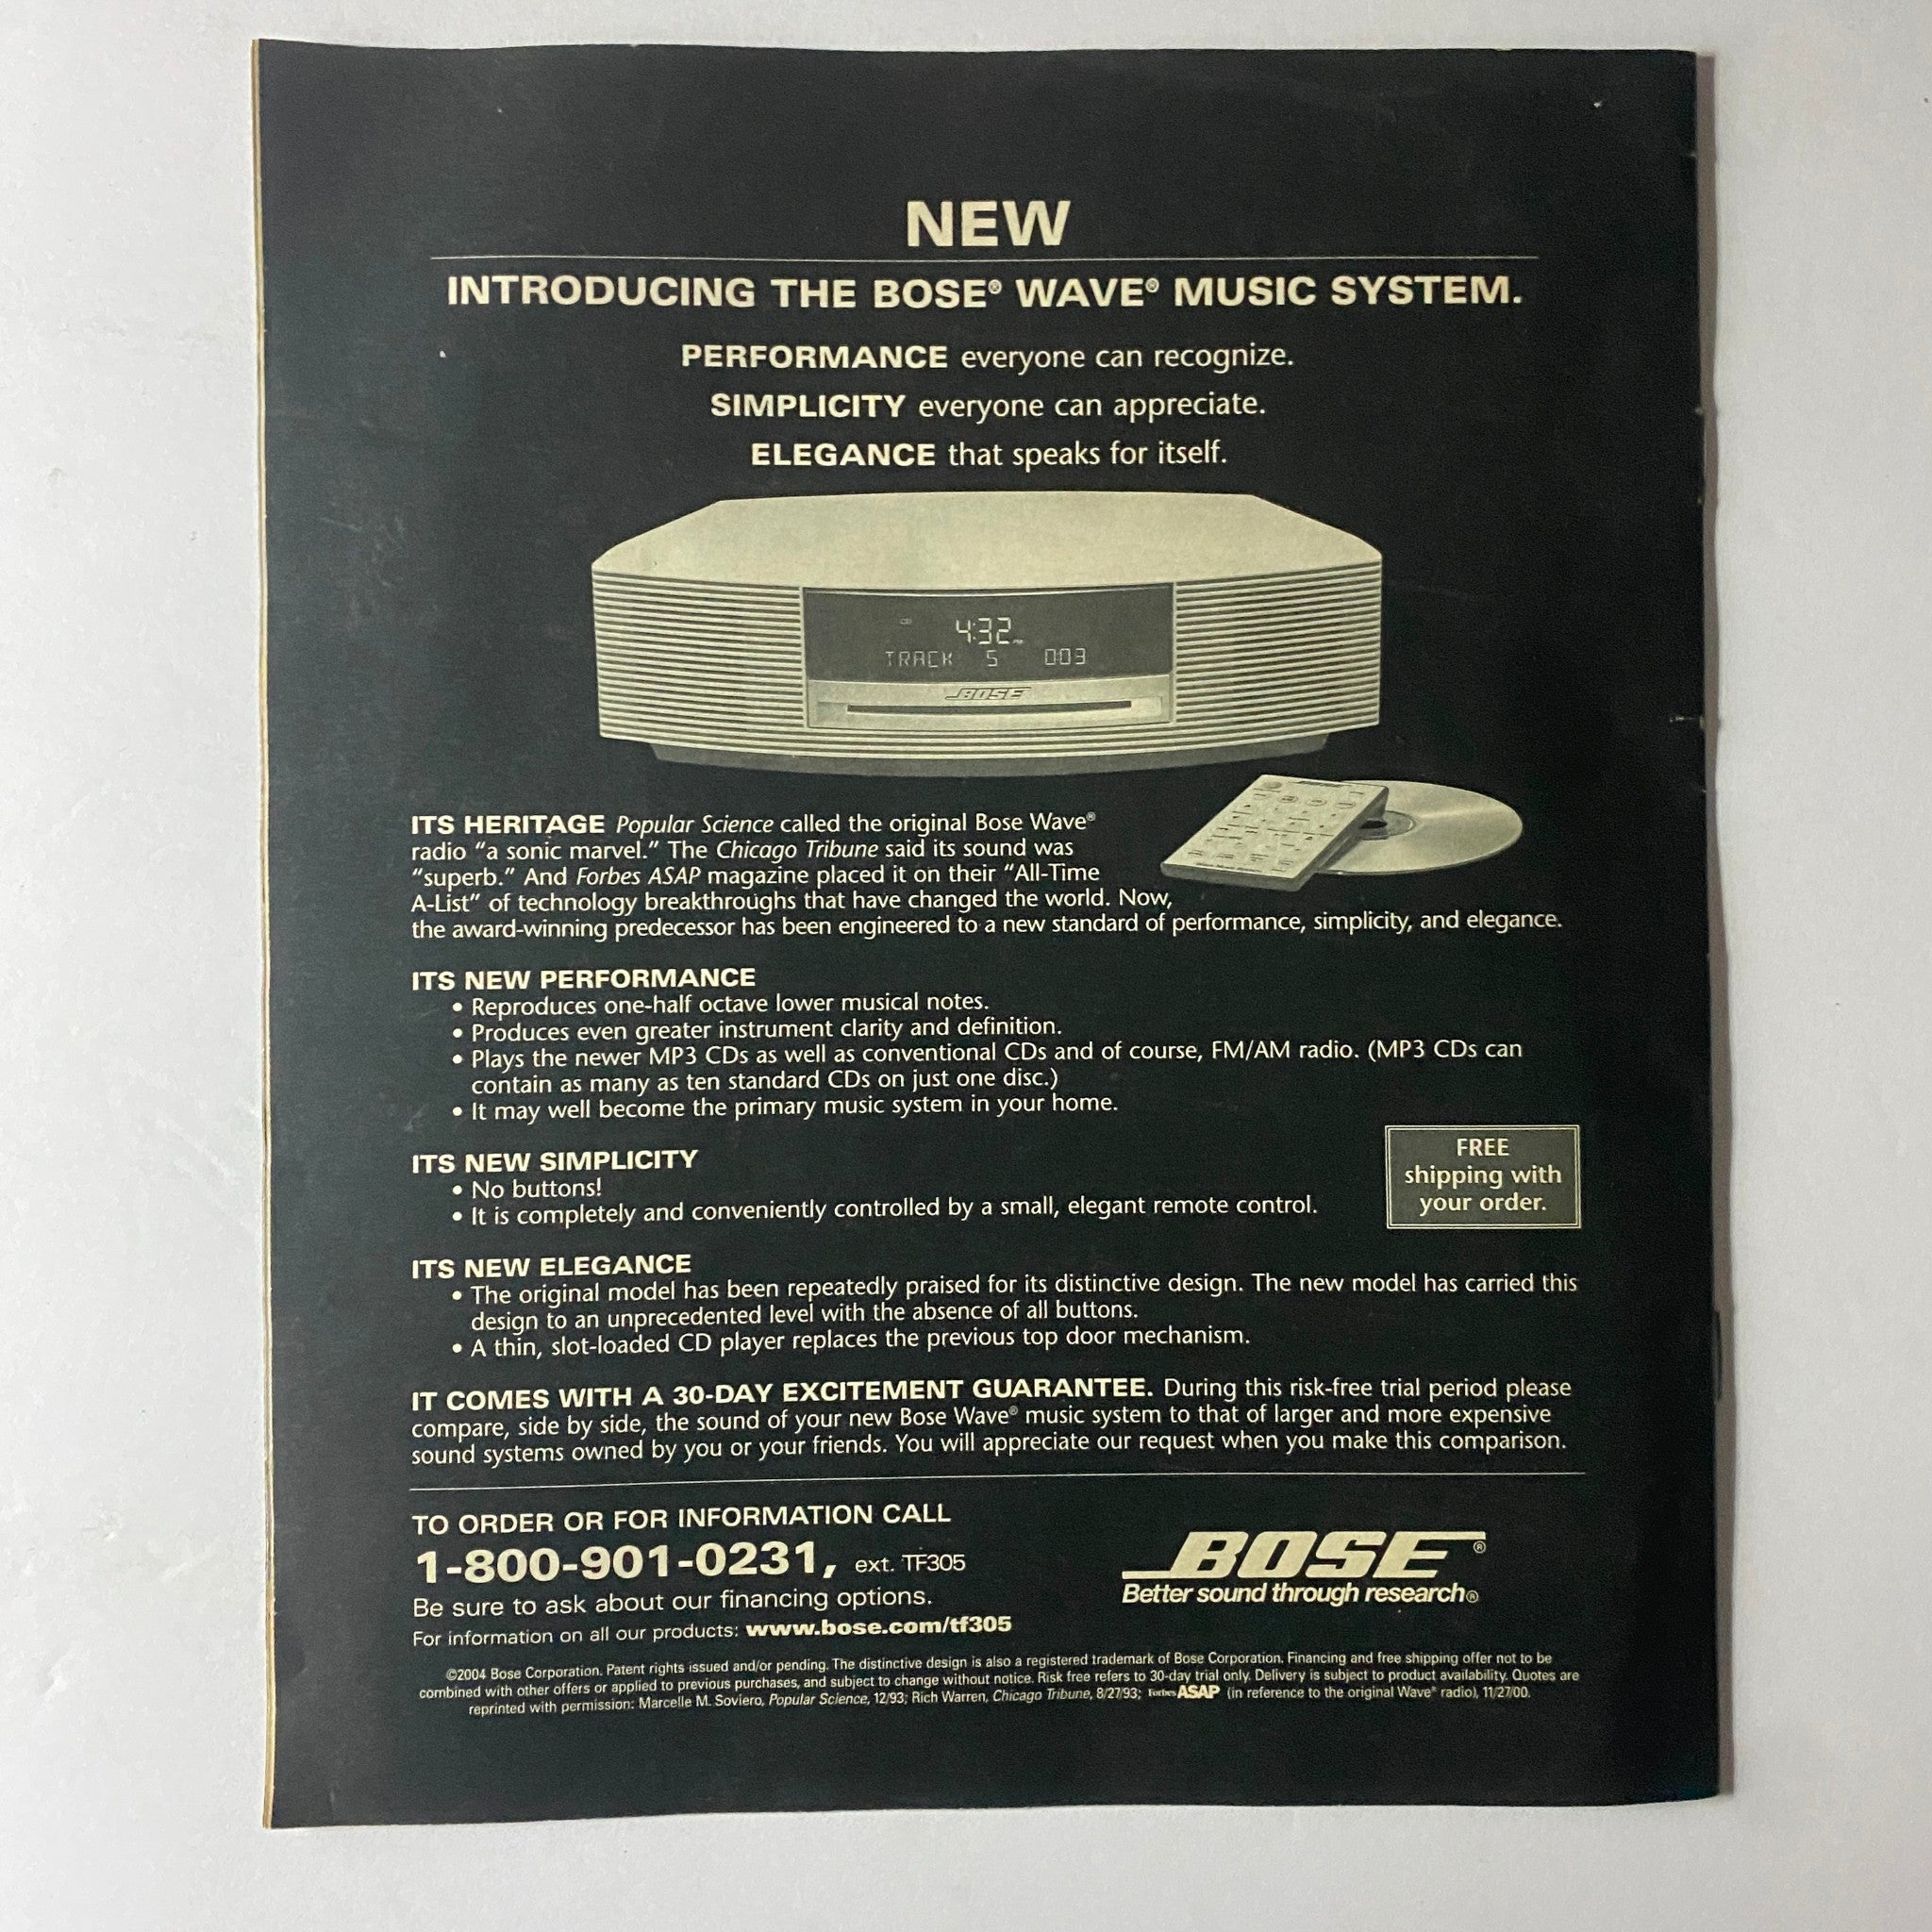 NEW
INTRODUCING THE BOSE® WAVE® MUSIC SYSTEM.
PERFORMANCE everyone can recognize.
SIMPLICITY everyone can appreciate.
ELEGANCE that speaks for itself.
4:32
TRACK 5 003
BOSE
ITS HERITAGE Popular Science called the original Bose Wave®
radio “a sonic marvel.” The Chicago Tribune said its sound was
“superb.” And Forbes ASAP magazine placed it on their “All-Time
A-List” of technology breakthroughs that have changed the world. Now,
the award-winning predecessor has been engineered to a new standard of performance, simplicity, and elegance.
ITS NEW PERFORMANCE
• Reproduces one-half octave lower musical notes.
• Produces even greater instrument clarity and definition.
• Plays the newer MP3 CDs as well as conventional CDs and of course, FM/AM radio. (MP3 CDs can
contain as many as ten standard CDs on just one disc.)
• It may well become the primary music system in your home.
ITS NEW SIMPLICITY
• No buttons!
• It is completely and conveniently controlled by a small, elegant remote control.
FREE
shipping with
your order.
ITS NEW ELEGANCE
• The original model has been repeatedly praised for its distinctive design. The new model has carried this
design to an unprecedented level with the absence of all buttons.
• A thin, slot-loaded CD player replaces the previous top door mechanism.
IT COMES WITH A 30-DAY EXCITEMENT GUARANTEE. During this risk-free trial period please
compare, side by side, the sound of your new Bose Wave® music system to that of larger and more expensive
sound systems owned by you or your friends. You will appreciate our request when you make this comparison.
TO ORDER OR FOR INFORMATION CALL
1-800-901-0231, ext. TF305
Be sure to ask about our financing options.
For information on all our products: www.bose.com/tf305
BOSE®
Better sound through research®
©2004 Bose Corporation. Patent rights issued and/or pending. The distinctive design is also a registered trademark of Bose Corporation. Financing and free shipping offer not to be
combined with other offers or applied to previous purchases, and subject to change without notice. Risk free refers to 30-day trial only. Delivery is subject to product availability. Quotes are
reprinted with permission: Marcelle M. Soviero, Popular Science, 12/93; Rich Warren, Chicago Tribune, 8/27/93; Forbes ASAP (in reference to the original Wave® radio), 11/27/00.